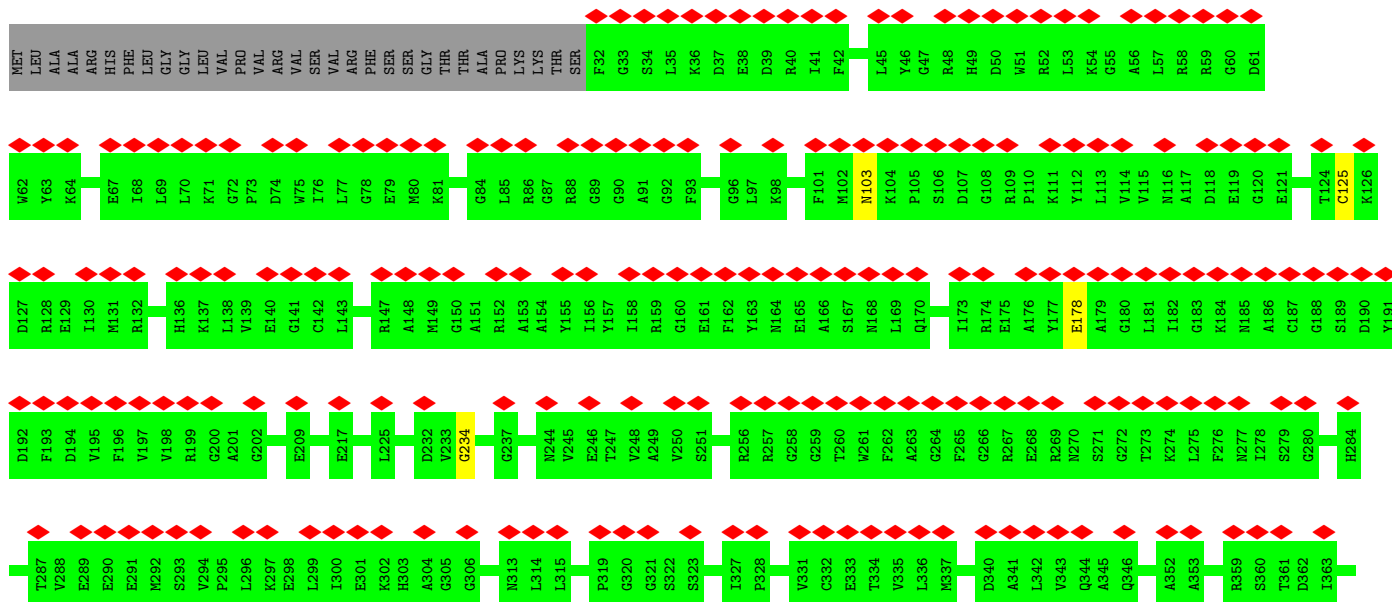 MET LEU ALA ALA ARG HIS PHE LEU GLY GLY LEU VAL PRO VAL ARG VAL SER VAL ARG PHE SER SER GLY THR THR ALA PRO LYS LYS THR SER F32 G33 S34 L35 K36 D37 E38 D39 R40 I41 F42 L45 Y46 G47 R48 H49 D50 W51 R52 L53 K54 G55 A56 L57 R58 R59 G60 D61
W62 Y63 K64 E67 I68 L69 L70 K71 G72 P73 D74 W75 I76 L77 G78 E79 M80 K81 G84 L85 R86 G87 R88 G89 G90 A91 G92 F93 G96 L97 K98 F101 M102 N103 K104 P105 S106 D107 G108 R109 P110 K111 Y112 L113 V114 V115 N116 A117 D118 E119 G120 E121 T124 C125 K126
D127 R128 E129 I130 M131 R132 H136 K137 L138 V139 E140 G141 C142 L143 R147 A148 M149 G150 A151 R152 A153 A154 Y155 I156 Y157 I158 R159 G160 E161 F162 Y163 N164 E165 A166 S167 N168 L169 Q170 I173 R174 E175 A176 Y177 E178 A179 G180 L181 I182 G183 K184 N185 A186 C187 G188 S189 D190 Y191
D192 F193 D194 V195 F196 V197 V198 R199 G200 A201 G202 E209 E217 L225 D232 V233 G234 G237 N244 V245 E246 T247 V248 A249 V250 S251 R256 R257 G258 G259 T260 W261 F262 A263 G264 F265 G266 R267 E268 R269 N270 S271 G272 T273 K274 L275 F276 N277 I278 S279 G280 H284
T287 V288 E289 E290 E291 M292 S293 V294 P295 L296 K297 E298 L299 I300 E301 K302 H303 A304 G305 G306 N313 L314 L315 P319 G320 G321 S322 S323 I327 P328 V331 C332 E333 T334 V335 L336 M337 D340 A341 L342 V343 Q344 A345 Q346 A352 A353 R359 S360 T361 D362 I363